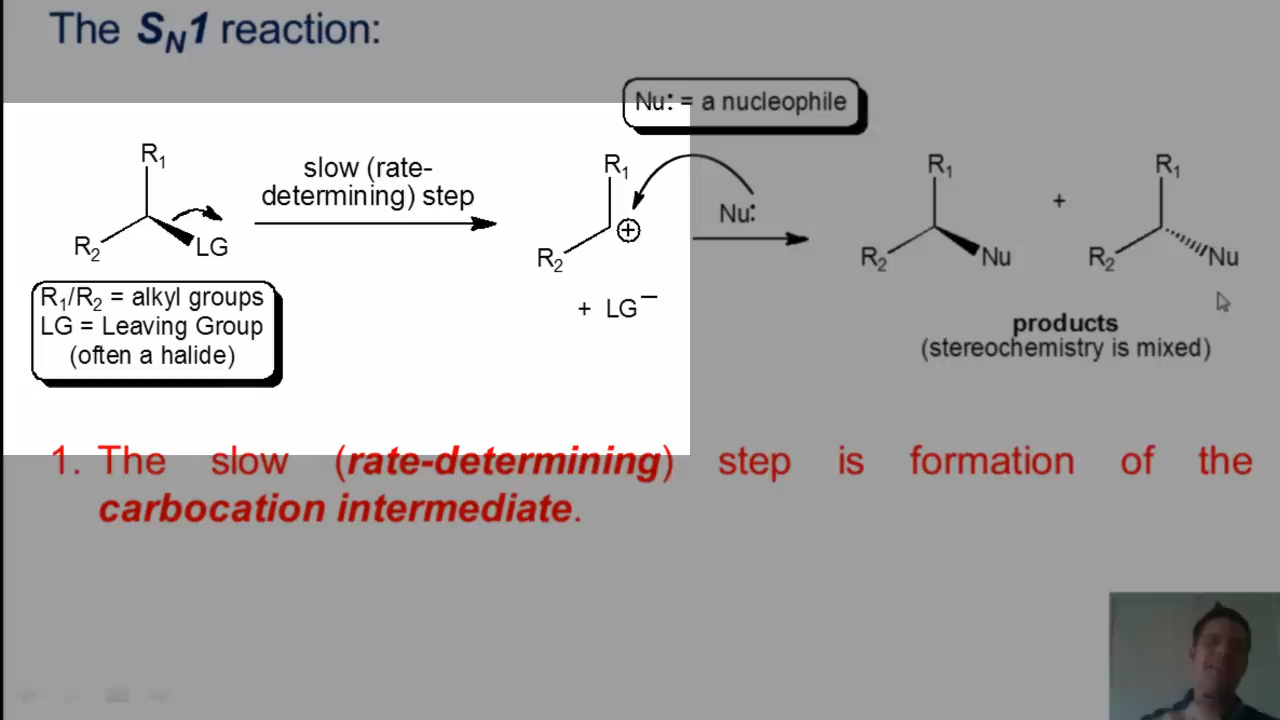 The SN1 reaction:
Nu: = a nucleophile
R1
R2
LG
slow (rate-
determining) step
R1
R2
+
+ LG−
Nu:
R1
R2
Nu
+
R1
R2
Nu
R1/R2 = alkyl groups
LG = Leaving Group
(often a halide)
products
(stereochemistry is mixed)
1. The slow (rate-determining) step is formation of the
carbocation intermediate.